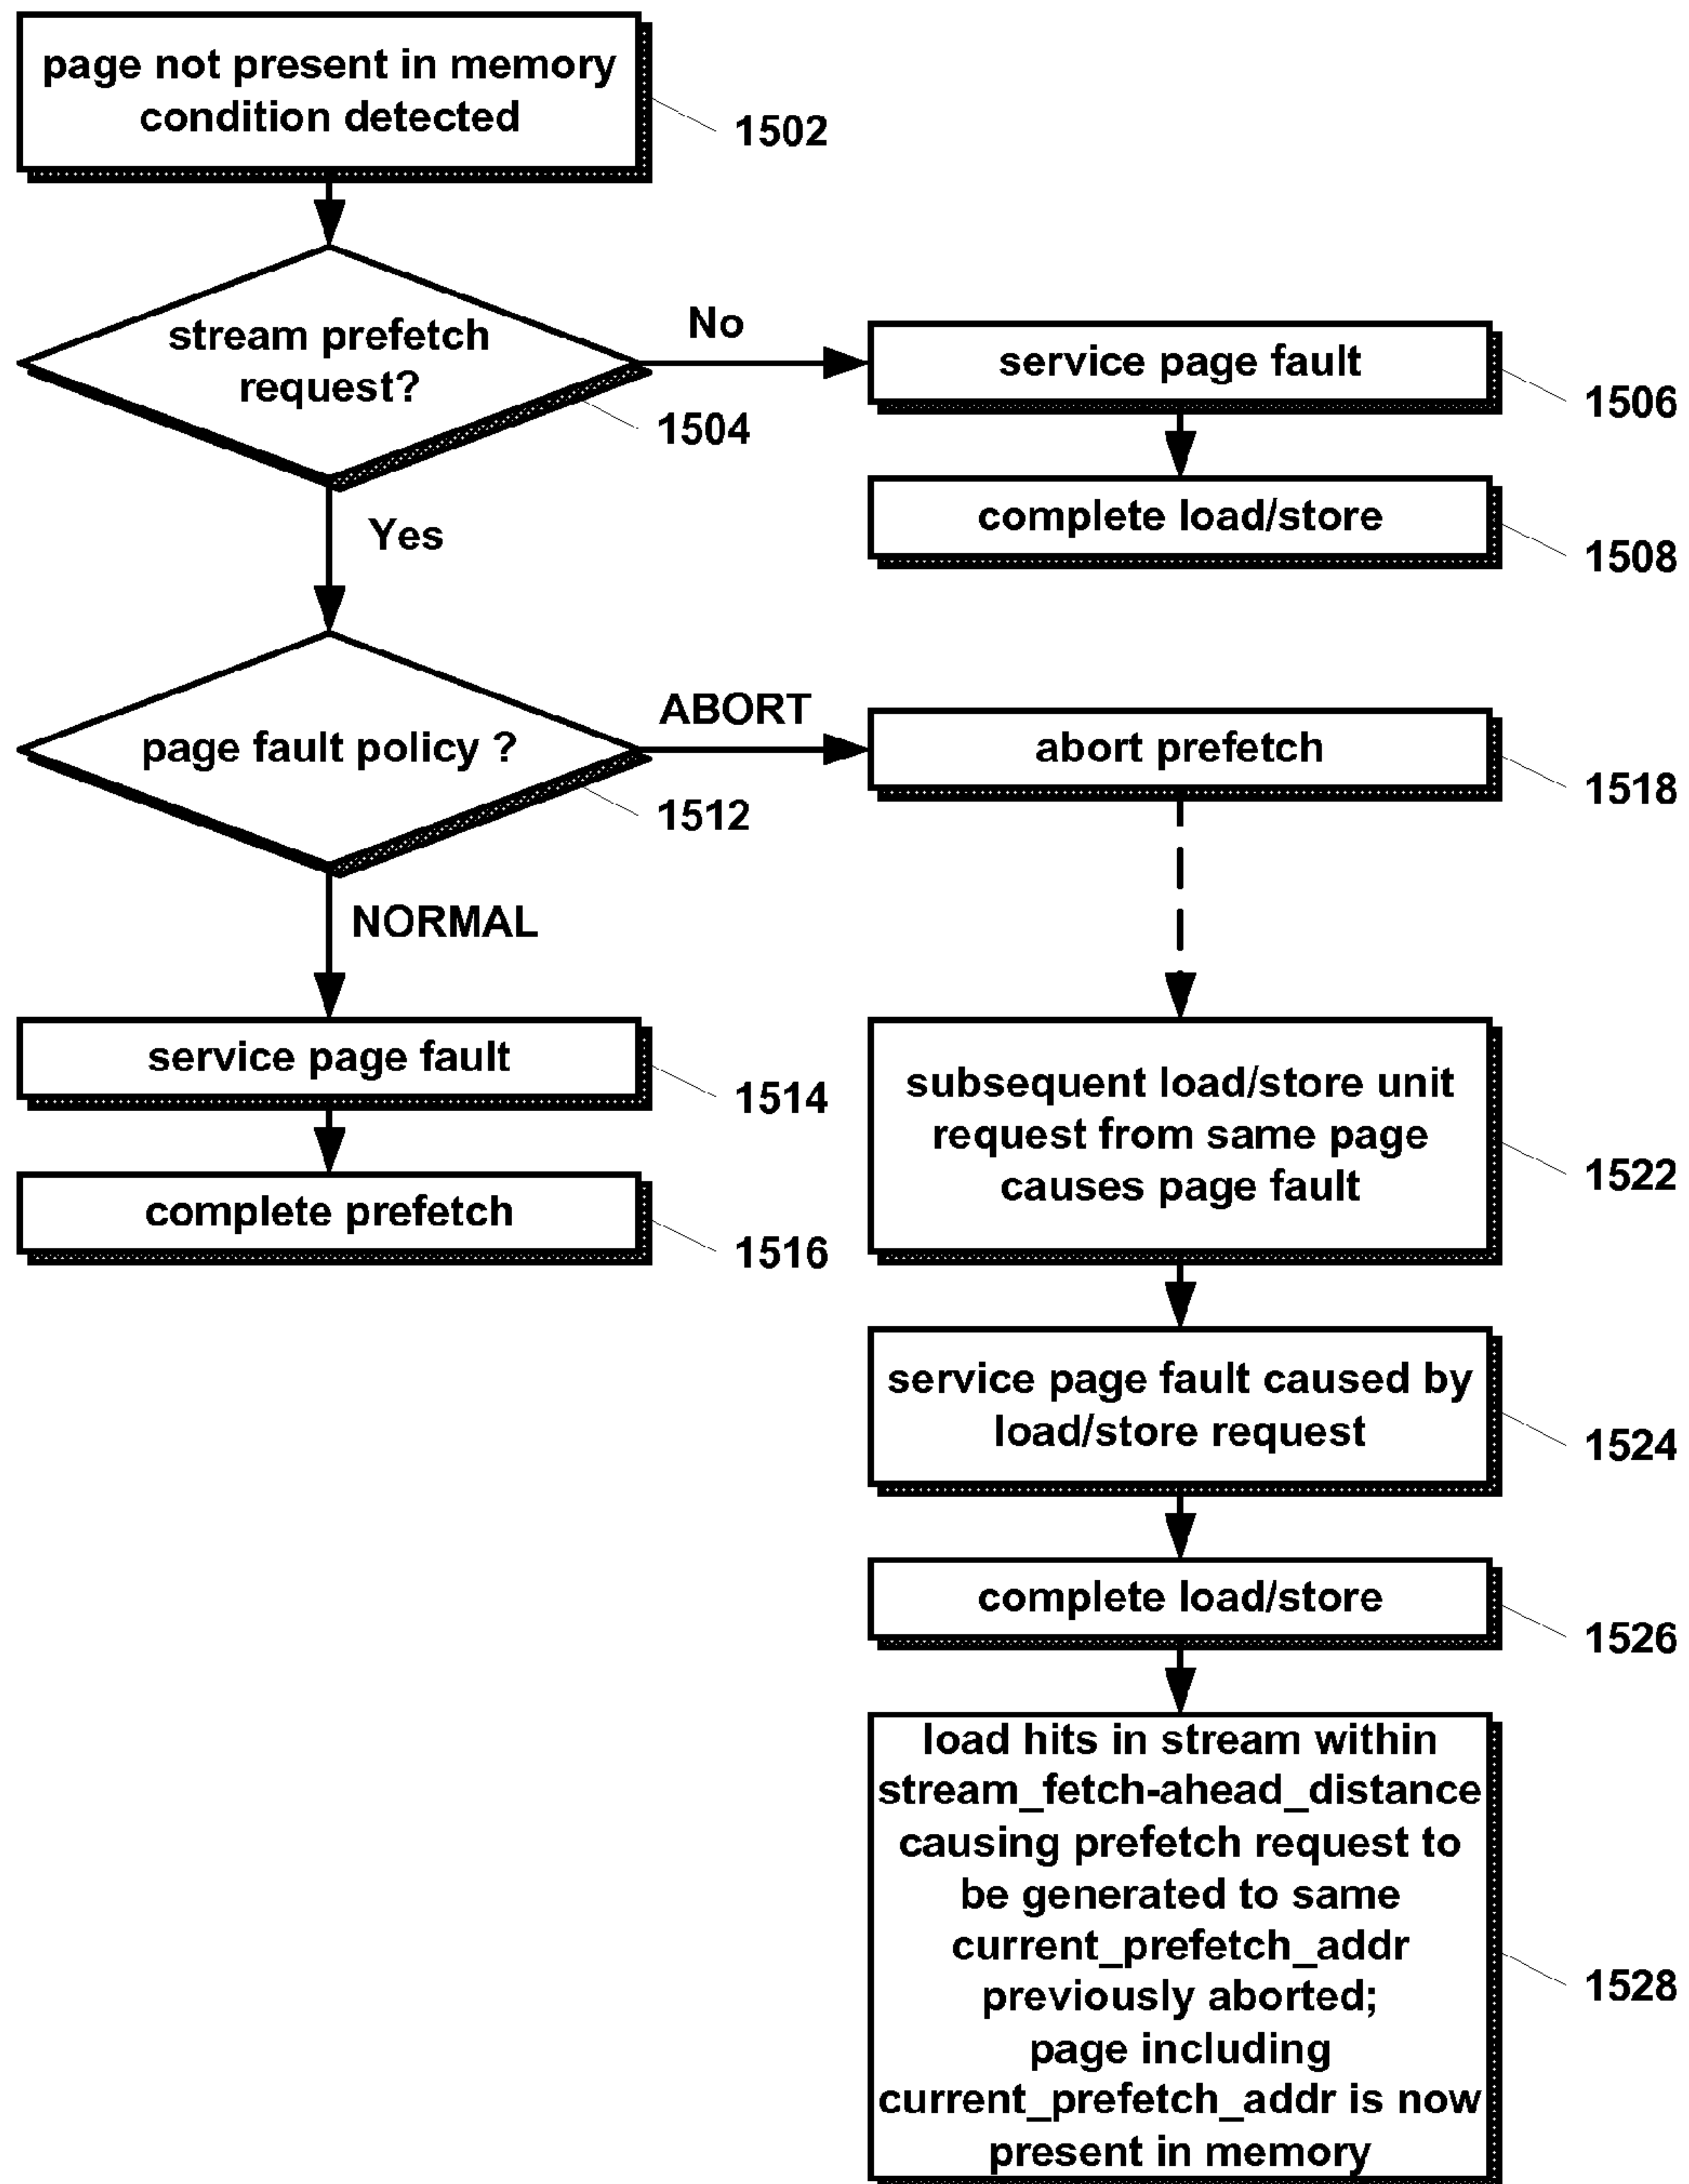 page not present in memory
condition detected
1502
stream prefetch
request?
1504
No
service page fault
1506
complete load/store
1508
Yes
page fault policy ?
1512
ABORT
abort prefetch
1518
NORMAL
service page fault
1514
complete prefetch
1516
subsequent load/store unit
request from same page
causes page fault
1522
service page fault caused by
load/store request
1524
complete load/store
1526
load hits in stream within
stream_fetch-ahead_distance
causing prefetch request to
be generated to same
current_prefetch_addr
previously aborted;
page including
current_prefetch_addr is now
present in memory
1528